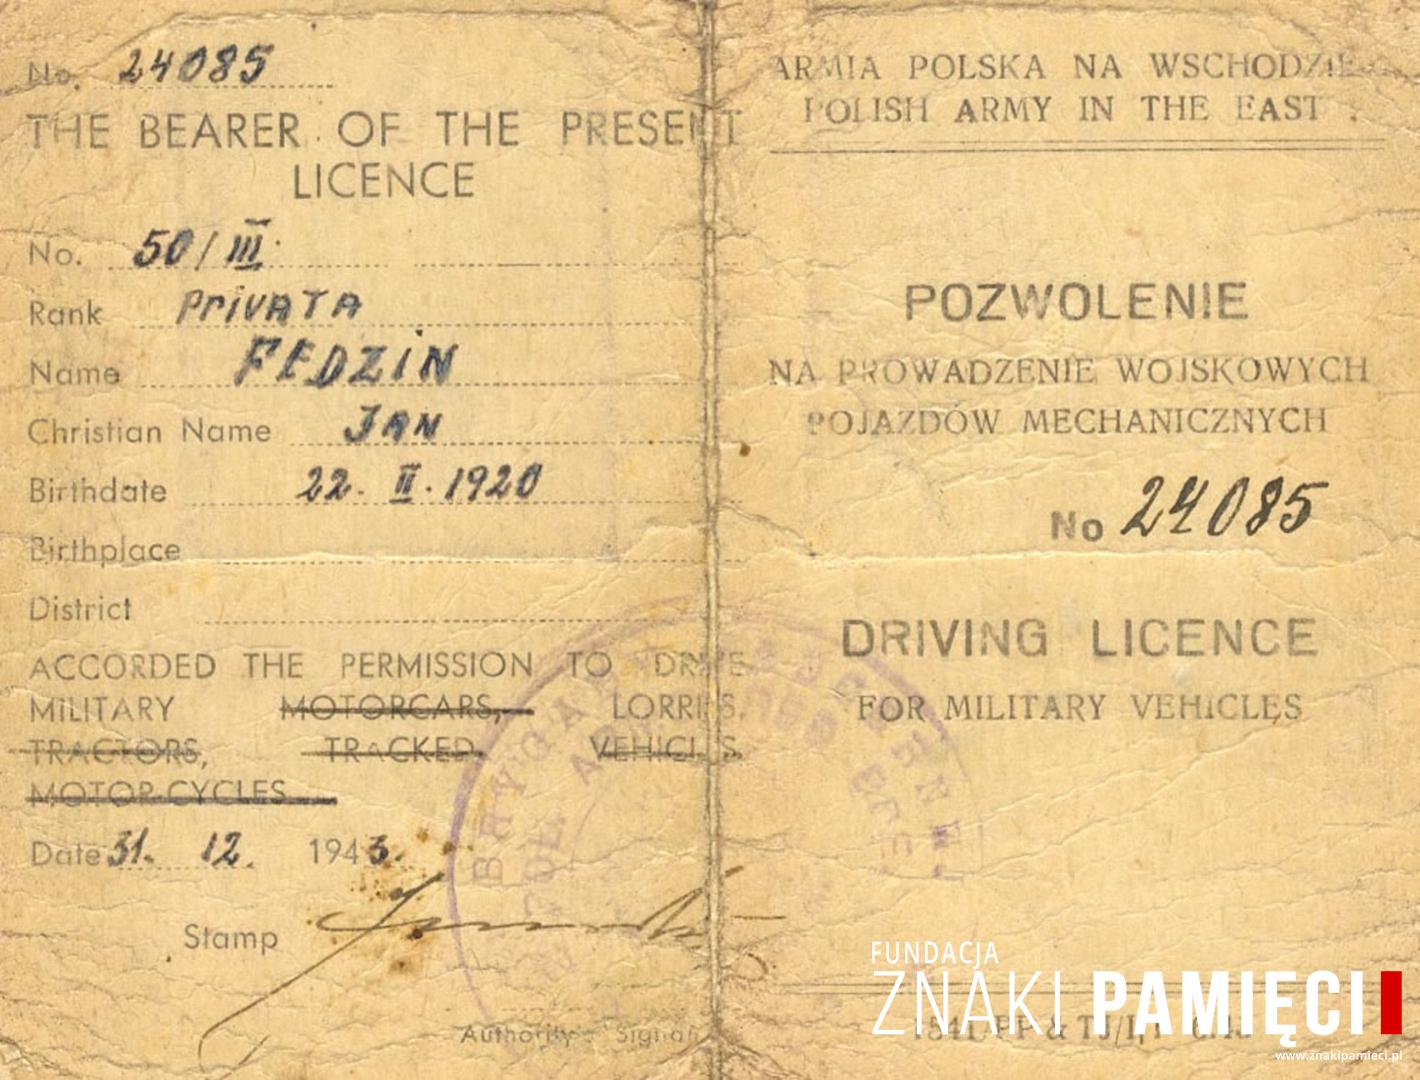 No. 24085
THE BEARER OF THE PRESENT
LICENCE
No. 50/III
Rank PRIVATA
Name FEDZIN
Christian Name JAN
Birthdate 22. II. 1920
Birthplace
District
ACCORDED THE PERMISSION TO DRIVE
MILITARY MOTORCARS, LORRIES.
TRACTORS, TRACKED VEHICLES.
MOTOR-CYCLES
Date 31. 12. 1943.
Stamp
Authority
ARMIA POLSKA NA WSCHODZIE
POLISH ARMY IN THE EAST
POZWOLENIE
NA PROWADZENIE WOJSKOWYCH
POJAZDÓW MECHANICZNYCH
No 24085
DRIVING LICENCE
FOR MILITARY VEHICLES
FUNDACJA
ZNAKI PAMIĘCI
www.znakipamieci.pl